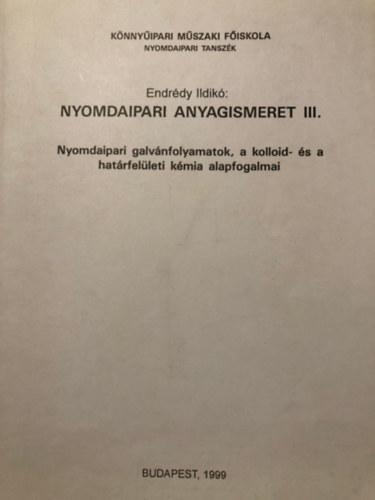 KÖNNYŰIPARI MŰSZAKI FŐISKOLA
NYOMDAIPARI TANSZÉK
Endrédy Ildikó:
NYOMDAIPARI ANYAGISMERET III.
Nyomdaipari galvánfolyamatok, a kolloid- és a
határfelületi kémia alapfogalmai
BUDAPEST, 1999